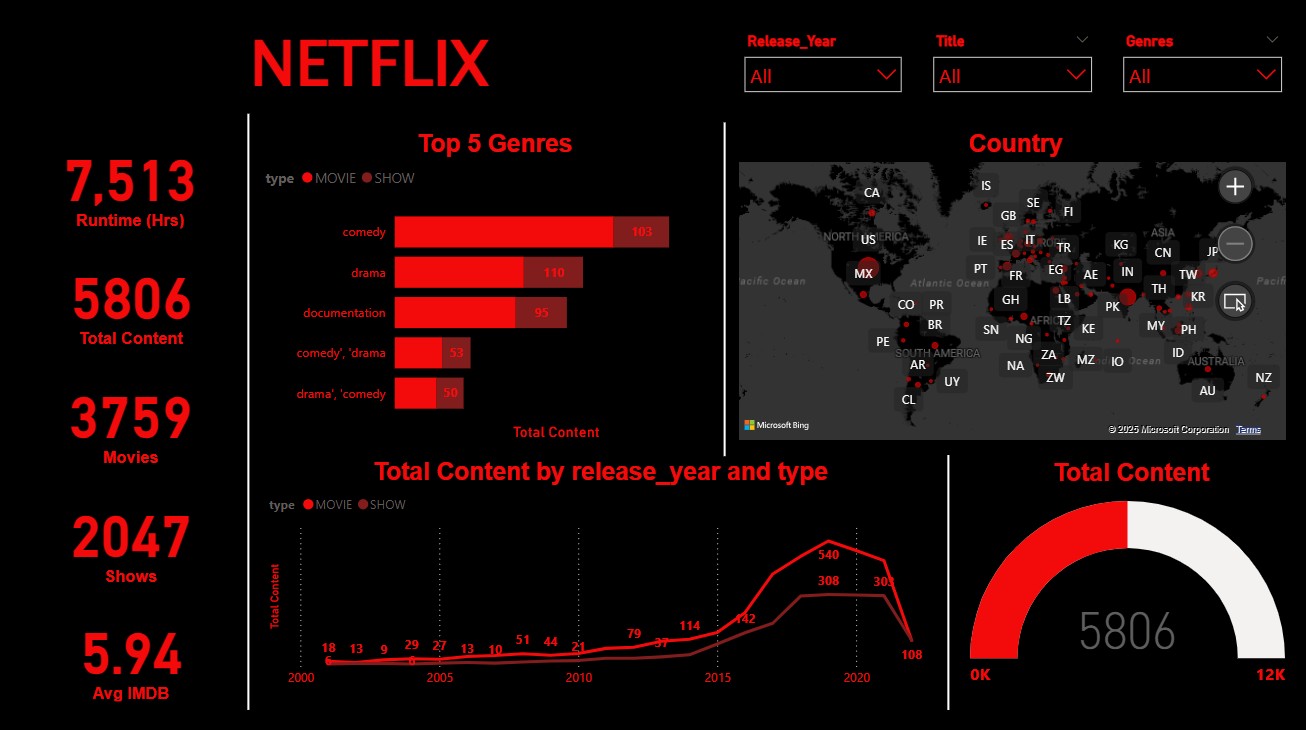 NETFLIX
Release_Year
Title
Genres
All
All
All
7,513
Runtime (Hrs)
5806
Total Content
3759
Movies
2047
Shows
5.94
Avg IMDB
Top 5 Genres
type MOVIE SHOW
comedy 103
drama 110
documentation 95
comedy', 'drama 53
drama', 'comedy 50
Total Content
Country
IS
CA
SE
GB
FI
NORTH AMERICA
US
IE
ES
IT
TR
KG
ASIA
CN
JP
MX
PT
FR
EG
AE
IN
TW
Atlantic Ocean
PK
TH
KR
CO
PR
GH
LB
SN
BR
NG
TZ
KE
MY
PH
PE
SOUTH AMERICA
AR
NA
ZA
MZ
IO
ID
AUSTRALIA
UY
ZW
NZ
CL
AU
Microsoft Bing
© 2025 Microsoft Corporation Terms
Total Content by release_year and type
type MOVIE SHOW
Total Content
540
308
303
142
114
79
37
51
44
21
18
13
9
29
27
13
10
6
6
108
2000
2005
2010
2015
2020
Total Content
5806
0K
12K